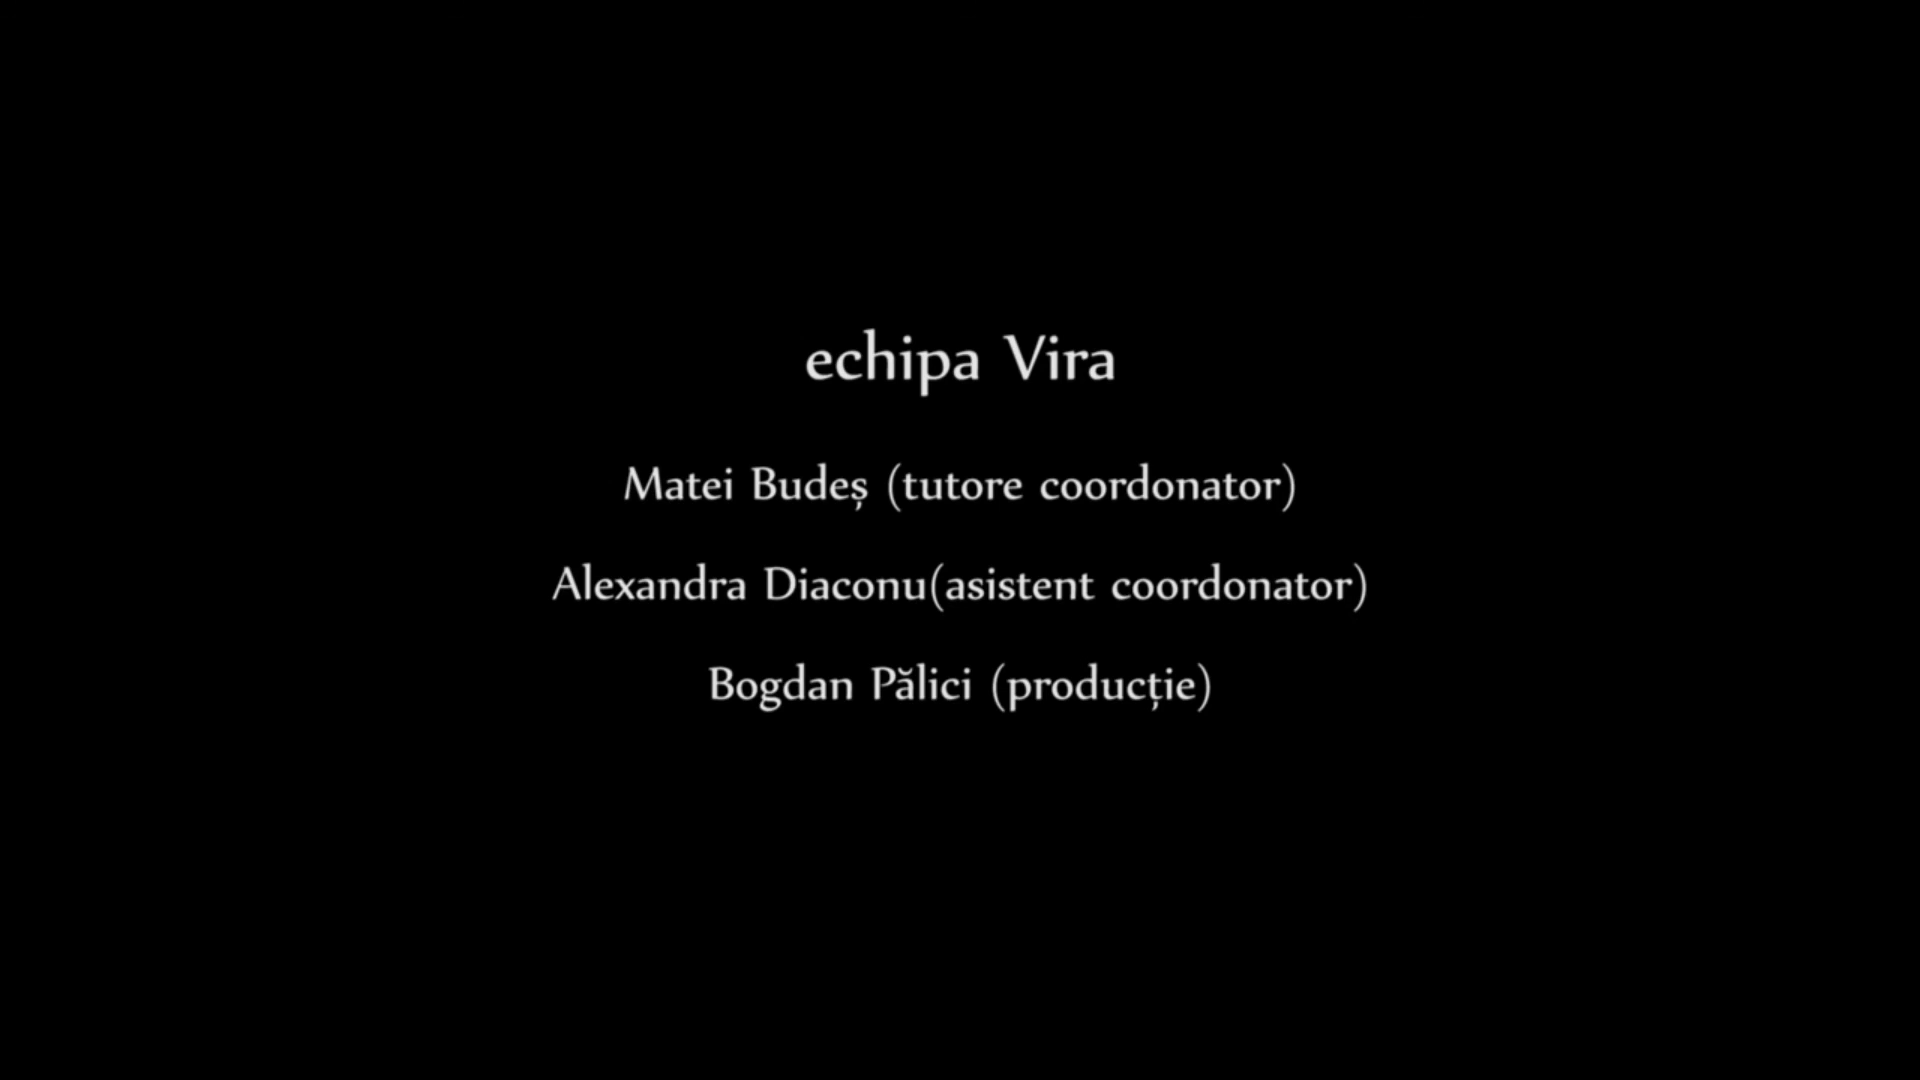 echipa Vira
Matei Budeș (tutore coordonator)
Alexandra Diaconu(asistent coordonator)
Bogdan Pălici (producție)